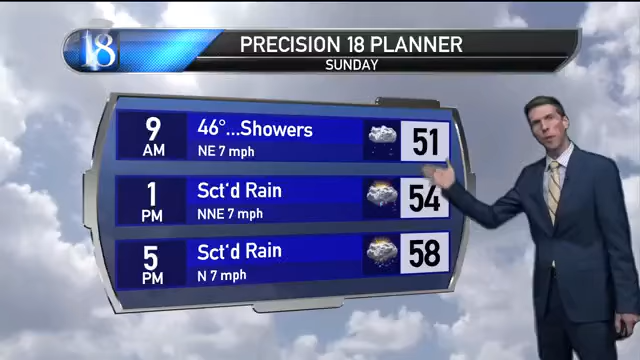 18
PRECISION 18 PLANNER
SUNDAY
9
AM
46°...Showers
NE 7 mph
51
1
PM
Sct'd Rain
NNE 7 mph
54
5
PM
Sct'd Rain
N 7 mph
58